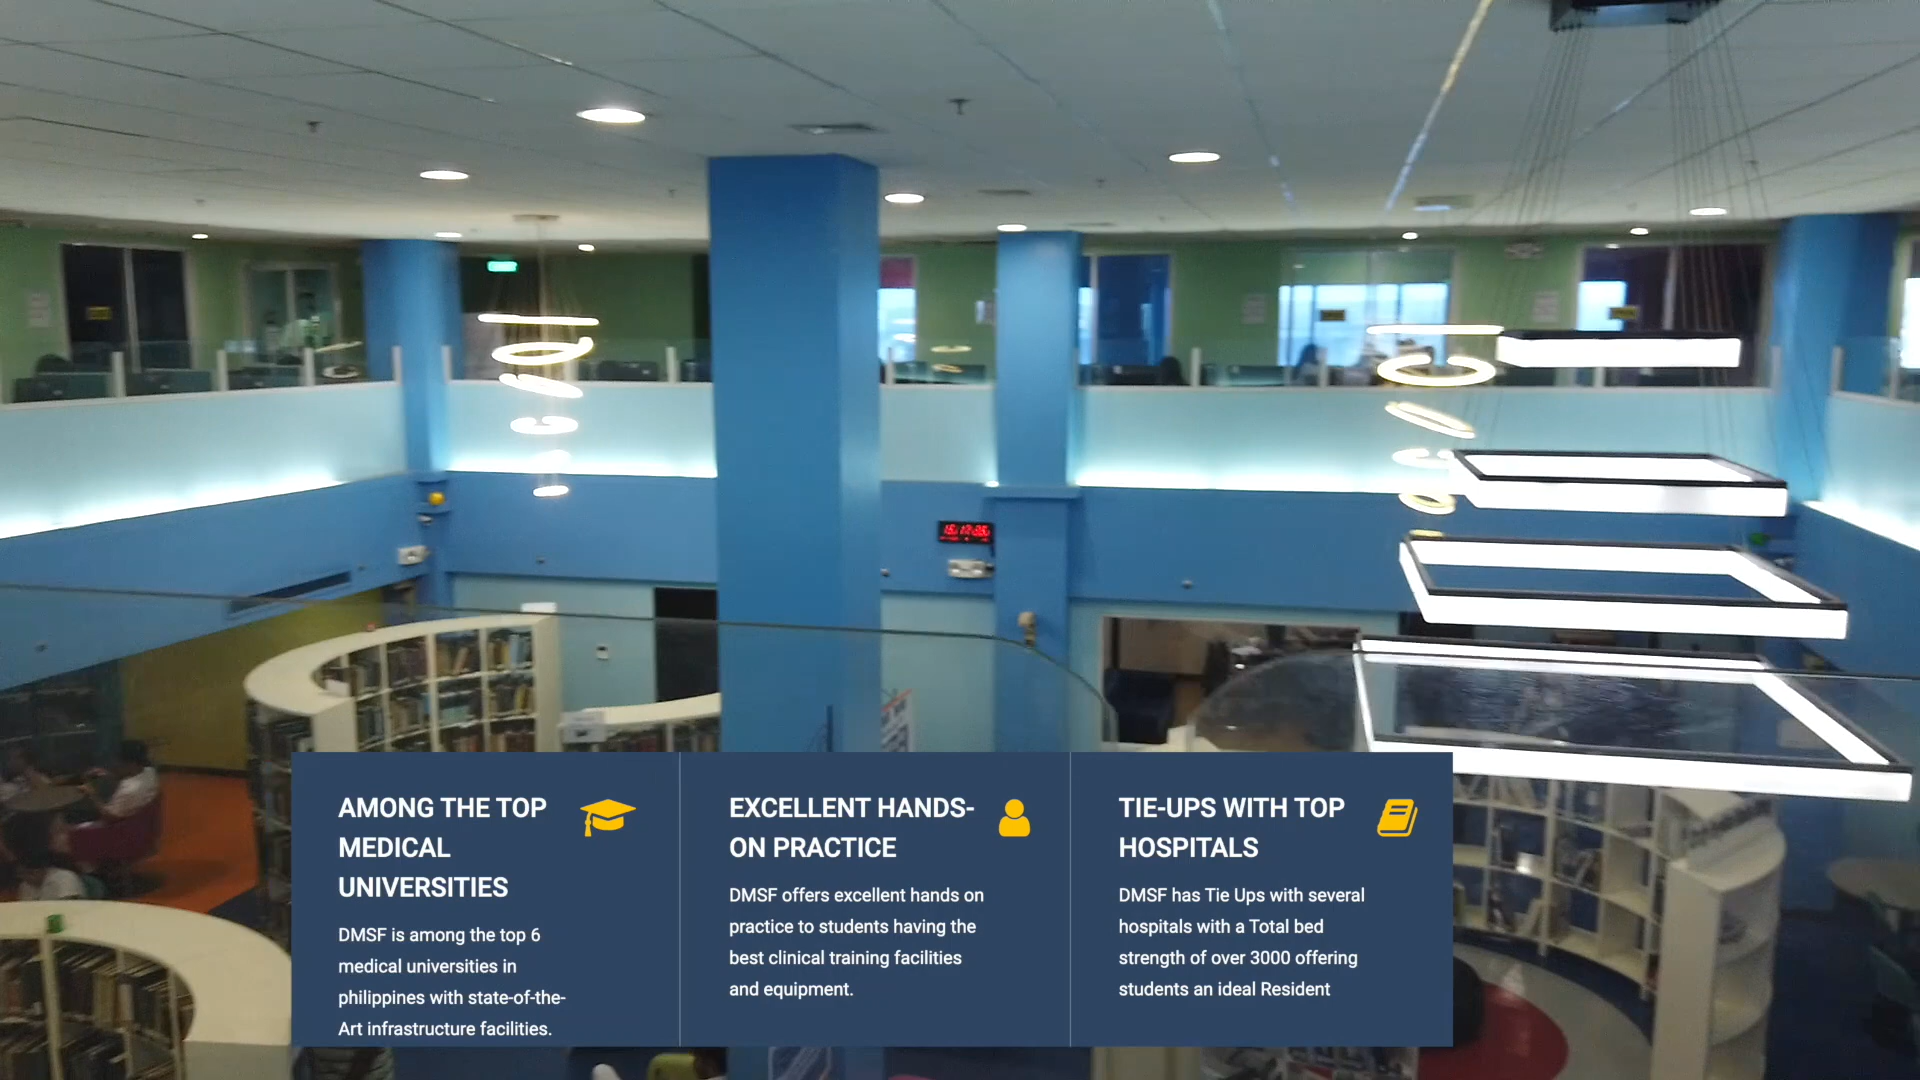 AMONG THE TOP
MEDICAL
UNIVERSITIES
DMSF is among the top 6
medical universities in
philippines with state-of-the-
Art infrastructure facilities.
EXCELLENT HANDS-
ON PRACTICE
DMSF offers excellent hands on
practice to students having the
best clinical training facilities
and equipment.
TIE-UPS WITH TOP
HOSPITALS
DMSF has Tie Ups with several
hospitals with a Total bed
strength of over 3000 offering
students an ideal Resident